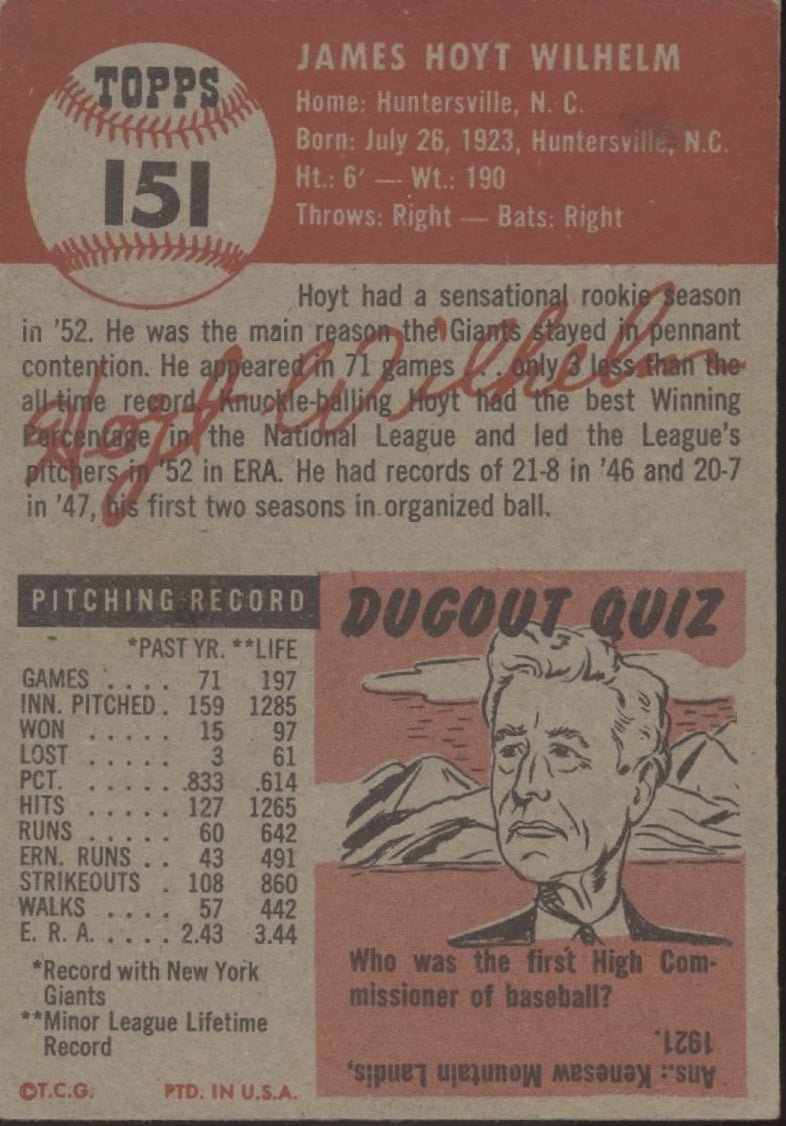 TOPPS
151
JAMES HOYT WILHELM
Home: Huntersville, N. C.
Born: July 26, 1923, Huntersville, N.C.
Ht.: 6' — Wt.: 190
Throws: Right — Bats: Right
Hoyt had a sensational rookie season
in '52. He was the main reason the Giants stayed in pennant
contention. He appeared in 71 games . . . only 3 less than the
all-time record. Knuckle-balling Hoyt had the best Winning
Percentage in the National League and led the League's
pitchers in '52 in ERA. He had records of 21-8 in '46 and 20-7
in '47, his first two seasons in organized ball.
Hoyt Wilhelm
PITCHING RECORD
*PAST YR. **LIFE
GAMES . . . . 71 197
INN. PITCHED . 159 1285
WON . . . . . 15 97
LOST . . . . . 3 61
PCT. . . . . . .833 .614
HITS . . . . . 127 1265
RUNS . . . . . 60 642
ERN. RUNS . . 43 491
STRIKEOUTS . 108 860
WALKS . . . . 57 442
E. R. A. . . . . . 2.43 3.44
*Record with New York
Giants
**Minor League Lifetime
Record
©T.C.G. PTD. IN U.S.A.
DUGOUT QUIZ
Who was the first High Com-
missioner of baseball?
Ans.: Kenesaw Mountain Landis,
1921.